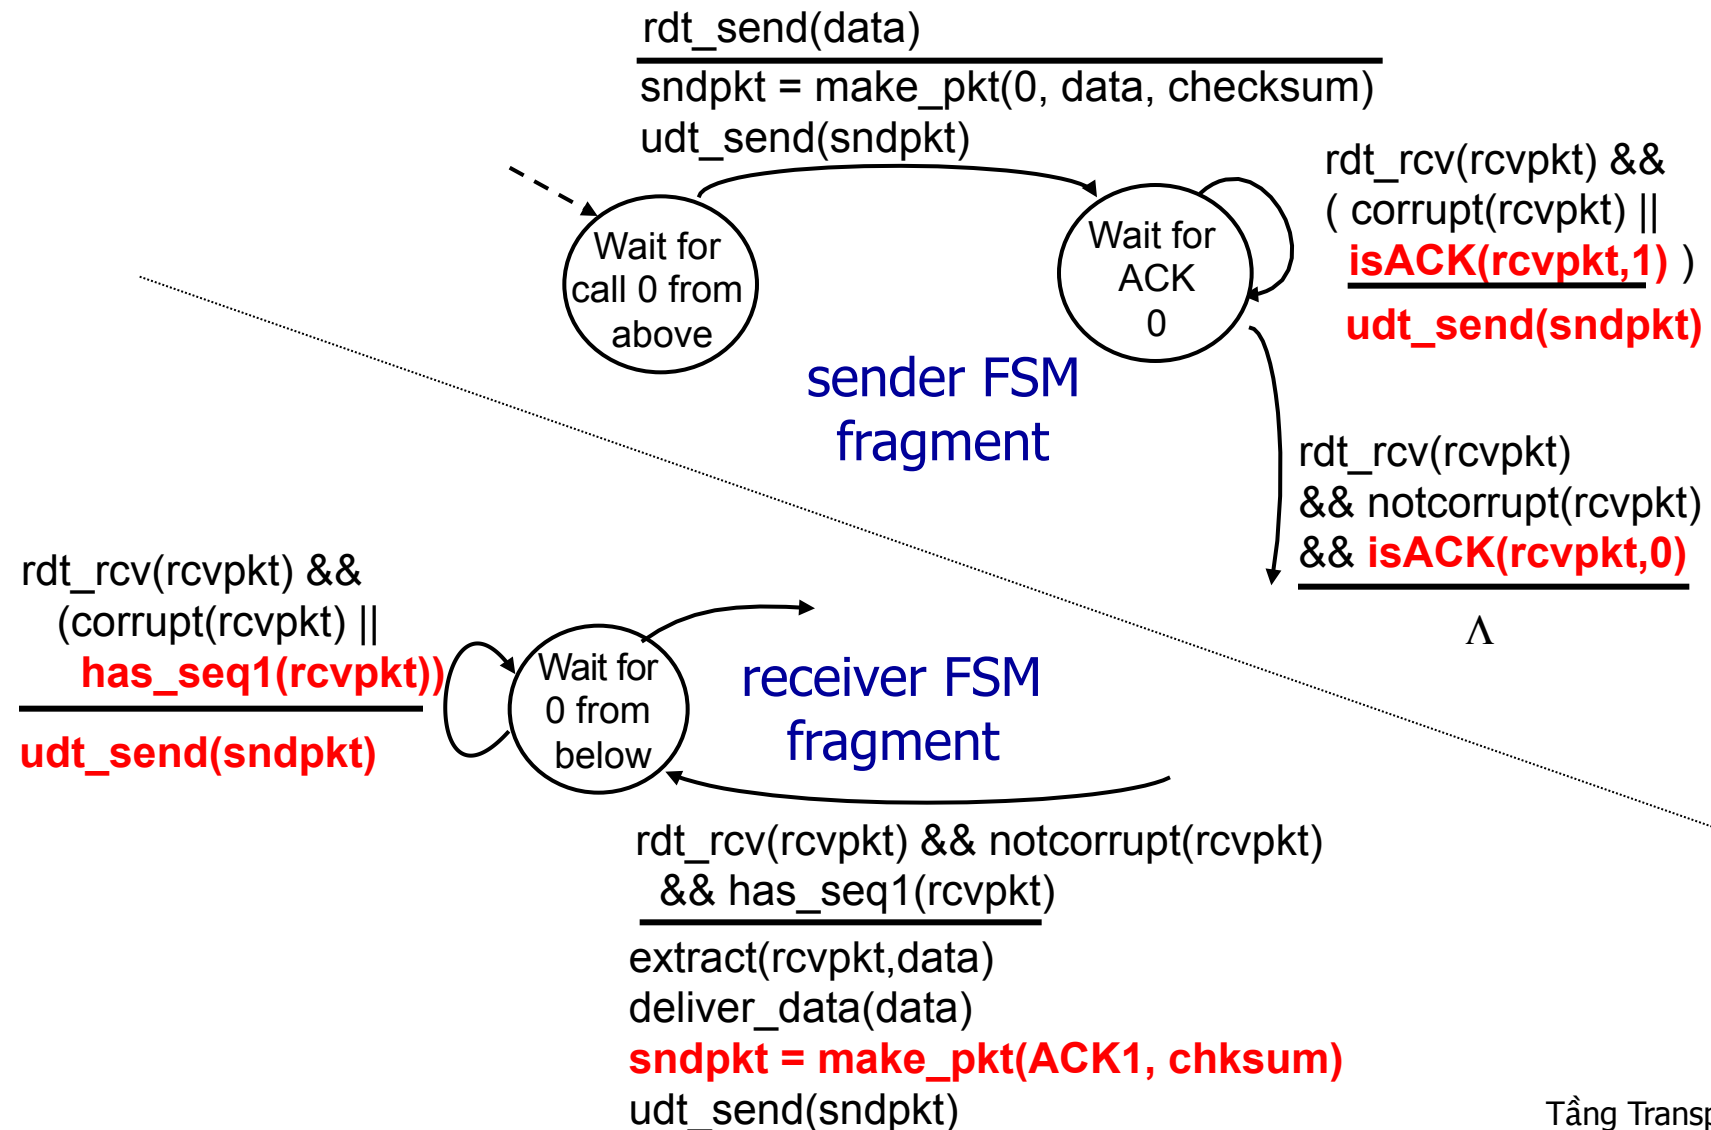 rdt_send(data)
sndpkt = make_pkt(0, data, checksum)
udt_send(sndpkt)
Wait for
call 0 from
above
Wait for
ACK
0
rdt_rcv(rcvpkt) &&
( corrupt(rcvpkt) ||
isACK(rcvpkt,1) )
udt_send(sndpkt)
sender FSM
fragment
rdt_rcv(rcvpkt)
&& notcorrupt(rcvpkt)
&& isACK(rcvpkt,0)
Λ
rdt_rcv(rcvpkt) &&
(corrupt(rcvpkt) ||
has_seq1(rcvpkt))
udt_send(sndpkt)
Wait for
0 from
below
receiver FSM
fragment
rdt_rcv(rcvpkt) && notcorrupt(rcvpkt)
&& has_seq1(rcvpkt)
extract(rcvpkt,data)
deliver_data(data)
sndpkt = make_pkt(ACK1, chksum)
udt_send(sndpkt)
Tầng Transp